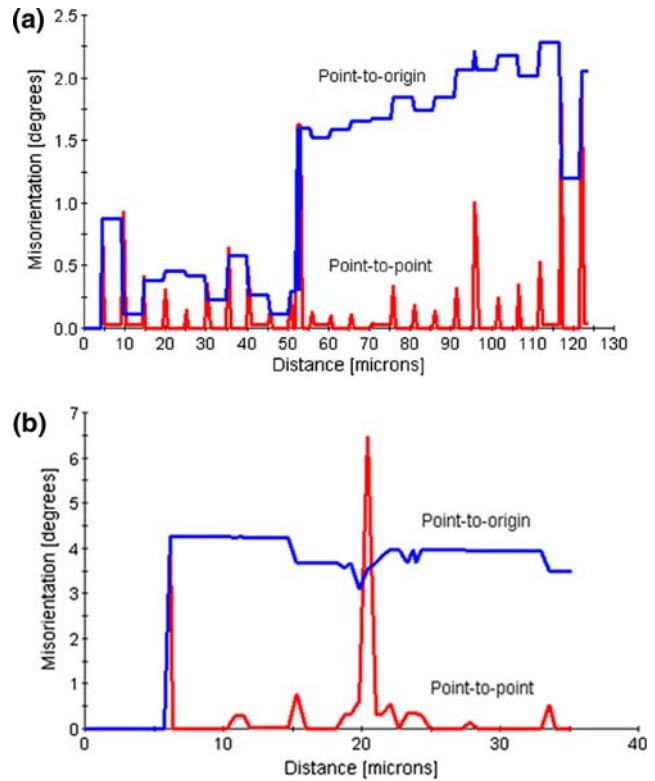 (a)
2.5
2.0
1.5
1.0
0.5
0.0
Misorientation [degrees]
Point-to-origin
Point-to-point
0 10 20 30 40 50 60 70 80 90 100 110 120 130
Distance [microns]
(b)
7
6
5
4
3
2
1
0
Misorientation [degrees]
Point-to-origin
Point-to-point
0 10 20 30 40
Distance [microns]